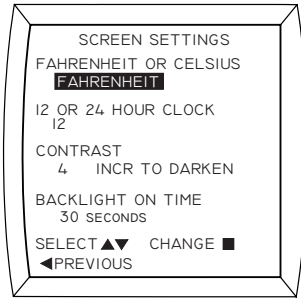 SCREEN SETTINGS
FAHRENHEIT OR CELSIUS
FAHRENHEIT
12 OR 24 HOUR CLOCK
12
CONTRAST
4 INCR TO DARKEN
BACKLIGHT ON TIME
30 SECONDS
SELECT▲▼ CHANGE ■
◀PREVIOUS